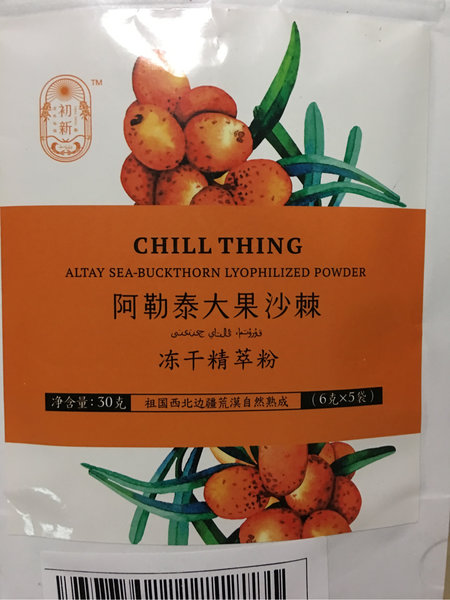 初新
TM
CHILL THING
ALTAY SEA-BUCKTHORN LYOPHILIZED POWDER
阿勒泰大果沙棘
冻干精萃粉
净含量：30克
祖国西北边疆荒漠自然熟成
（6克×5袋）